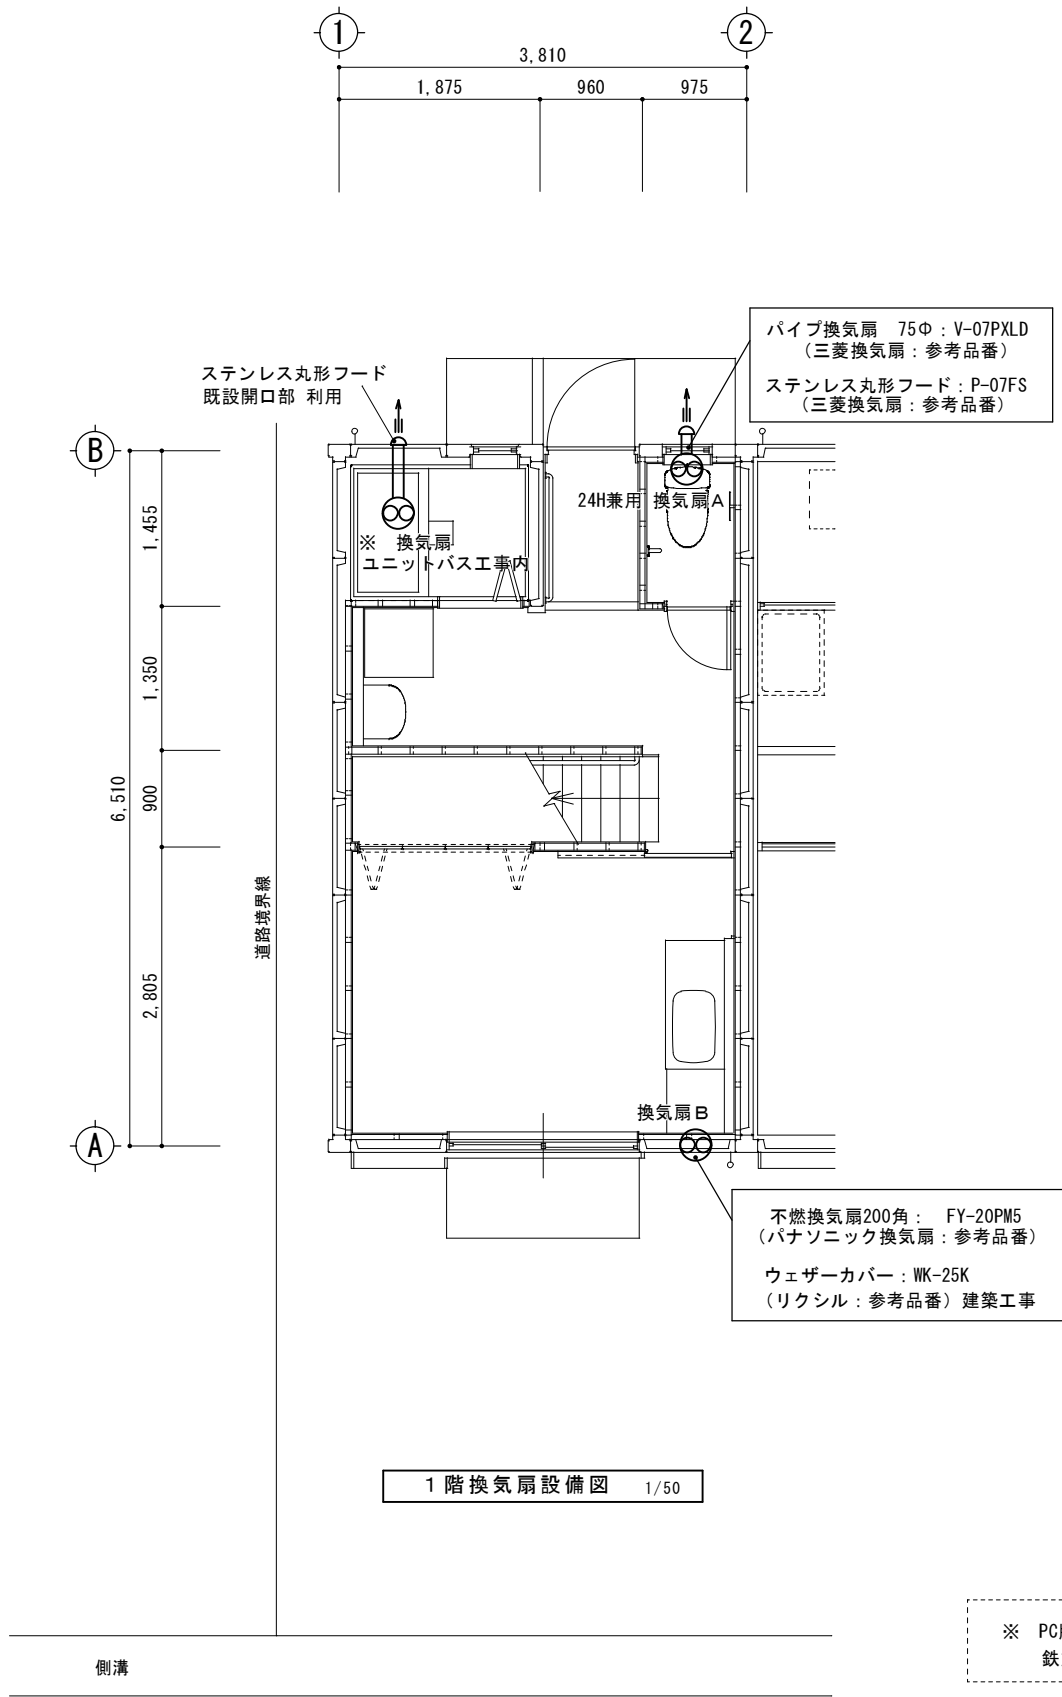 1
2
3,810
1,875
960
975
パイプ換気扇 75Φ：V-07PXLD
（三菱換気扇：参考品番）
ステンレス丸形フード：P-07FS
（三菱換気扇：参考品番）
ステンレス丸形フード
既設開口部 利用
B
24H兼用 換気扇A
※ 換気扇
ユニットバス工事内
1,455
1,350
900
6,510
2,805
道路境界線
換気扇B
A
不燃換気扇200角： FY-20PM5
（パナソニック換気扇：参考品番）
ウェザーカバー：WK-25K
（リクシル：参考品番）建築工事
1階換気扇設備図 1/50
※ PC
鉄
側溝